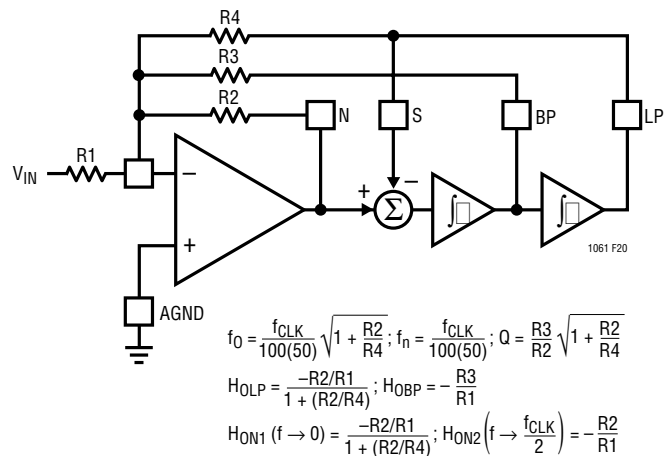 R4
R3
R2
N
S
BP
LP
R1
VIN
−
+
+
−
Σ
∫
∫
1061 F20
AGND
fO = fCLK/100(50) √1 + R2/R4; fn = fCLK/100(50); Q = R3/R2 √1 + R2/R4
HOLP = −R2/R1/1 + (R2/R4); HOBP = −R3/R1
HON1 (f → 0) = −R2/R1/1 + (R2/R4); HON2(f → fCLK/2) = −R2/R1